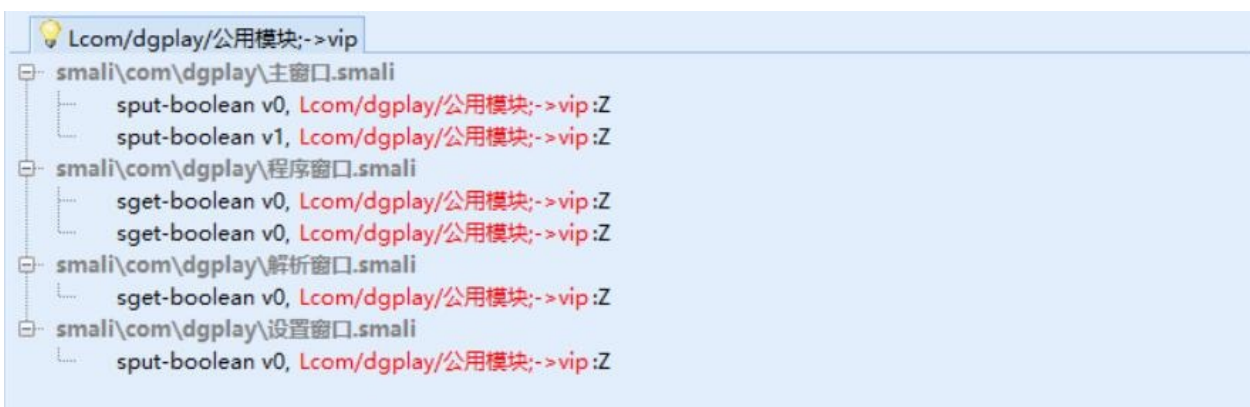 Lcom/dgplay/公用模块;->vip
smali\com\dgplay\主窗口.smali
sput-boolean v0, Lcom/dgplay/公用模块;->vip:Z
sput-boolean v1, Lcom/dgplay/公用模块;->vip:Z
smali\com\dgplay\程序窗口.smali
sget-boolean v0, Lcom/dgplay/公用模块;->vip:Z
sget-boolean v0, Lcom/dgplay/公用模块;->vip:Z
smali\com\dgplay\解析窗口.smali
sget-boolean v0, Lcom/dgplay/公用模块;->vip:Z
smali\com\dgplay\设置窗口.smali
sput-boolean v0, Lcom/dgplay/公用模块;->vip:Z